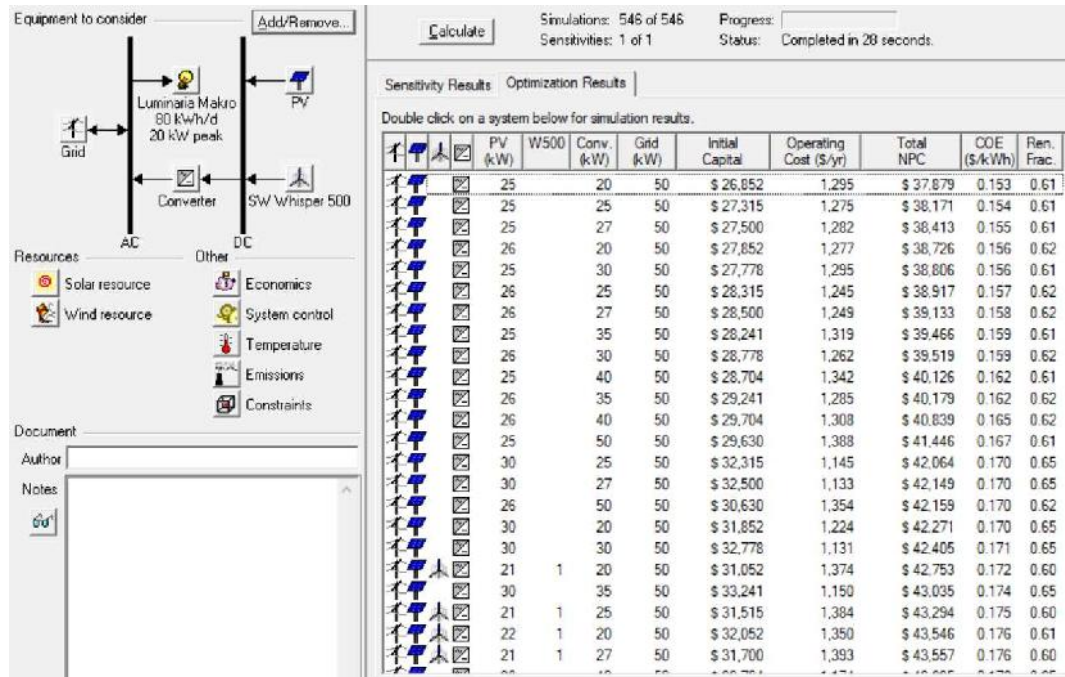 Equipment to consider
Add/Remove...
Luminaria Makro
80 kWh/d
20 kW peak
PV
Grid
Converter
SW Whisper 500
AC
DC
Resources
Other
Solar resource
Economics
Wind resource
System control
Temperature
Emissions
Constraints
Document
Author
Notes
Calculate
Simulations: 546 of 546
Progress:
Sensitivities: 1 of 1
Status: Completed in 28 seconds.
Sensitivity Results
Optimization Results
Double click on a system below for simulation results.
PV (kW) W500 Conv. (kW) Grid (kW) Initial Capital Operating Cost ($/yr) Total NPC COE ($/kWh) Ren. Frac.
25 20 50 $ 26,852 1,295 $ 37,879 0.153 0.61
25 25 50 $ 27,315 1,275 $ 38,171 0.154 0.61
25 27 50 $ 27,500 1,282 $ 38,413 0.155 0.61
26 20 50 $ 27,852 1,277 $ 38,726 0.156 0.62
25 30 50 $ 27,778 1,295 $ 38,806 0.156 0.61
26 25 50 $ 28,315 1,245 $ 38,917 0.157 0.62
26 27 50 $ 28,500 1,249 $ 39,133 0.158 0.62
25 35 50 $ 28,241 1,319 $ 39,466 0.159 0.61
26 30 50 $ 28,778 1,262 $ 39,519 0.159 0.62
25 40 50 $ 28,704 1,342 $ 40,126 0.162 0.61
26 35 50 $ 29,241 1,285 $ 40,179 0.162 0.62
26 40 50 $ 29,704 1,308 $ 40,839 0.165 0.62
25 50 50 $ 29,630 1,388 $ 41,446 0.167 0.61
30 25 50 $ 32,315 1,145 $ 42,064 0.170 0.65
30 27 50 $ 32,500 1,133 $ 42,149 0.170 0.65
26 50 50 $ 30,630 1,354 $ 42,159 0.170 0.62
30 20 50 $ 31,852 1,224 $ 42,271 0.170 0.65
30 30 50 $ 32,778 1,131 $ 42,405 0.171 0.65
21 1 20 50 $ 31,052 1,374 $ 42,753 0.172 0.60
30 35 50 $ 33,241 1,150 $ 43,035 0.174 0.65
21 1 25 50 $ 31,515 1,384 $ 43,294 0.175 0.60
22 1 20 50 $ 32,052 1,350 $ 43,546 0.176 0.61
21 1 27 50 $ 31,700 1,393 $ 43,557 0.176 0.60